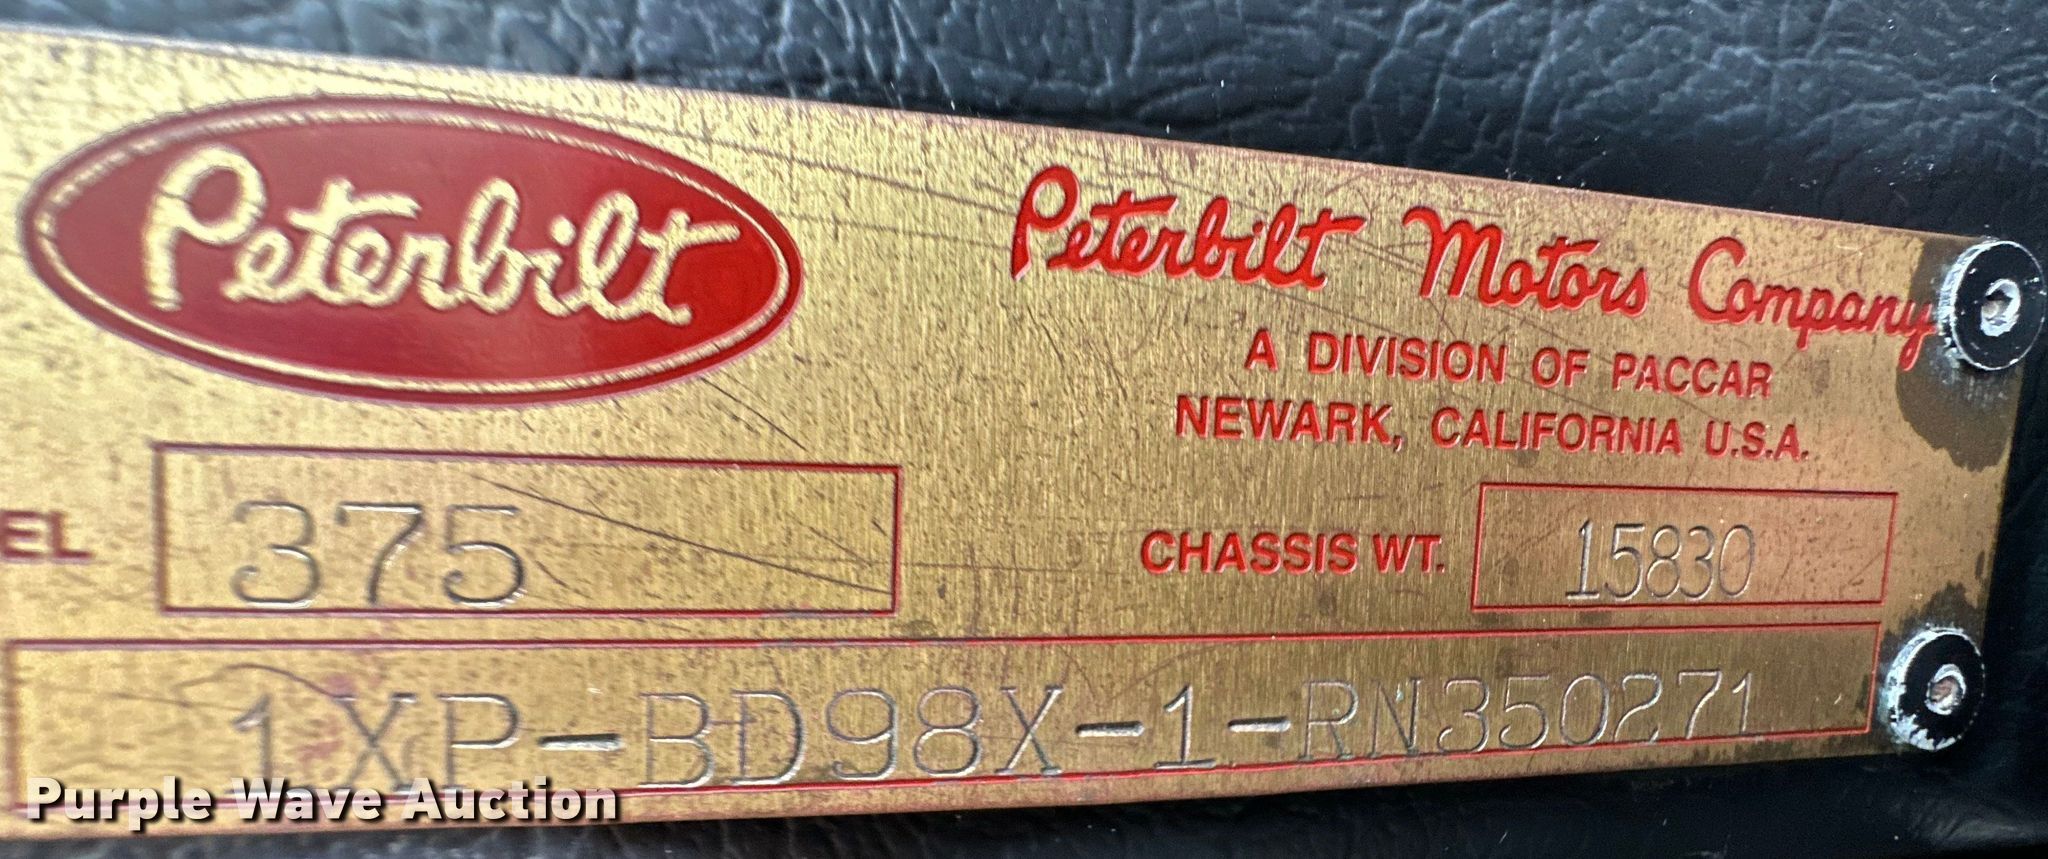 Peterbilt
Peterbilt Motors Company
A DIVISION OF PACCAR
NEWARK, CALIFORNIA U.S.A.
EL 375
CHASSIS WT. 15830
1XP-BD98X-1-RN350271
Purple Wave Auction